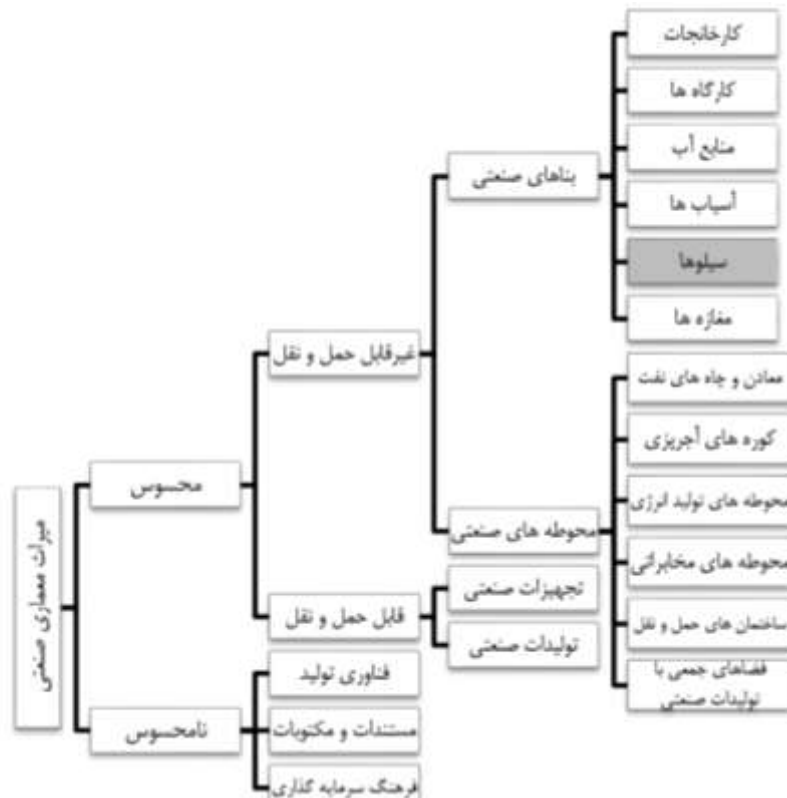 میراث معماری صنعتی
محسوس
نامحسوس
غیرقابل حمل و نقل
قابل حمل و نقل
فناوری تولید
مستندات و مکتوبات
فرهنگ سرمایه گذاری
بناهای صنعتی
محوطه های صنعتی
تجهیزات صنعتی
تولیدات صنعتی
کارخانجات
کارگاه ها
منابع آب
آسیاب ها
سیلوها
مغازه ها
معادن و چاه های نفت
کوره های آجرپزی
محوطه های تولید انرژی
محوطه های مخابراتی
ساختمان های حمل و نقل
فضاهای جمعی با
تولیدات صنعتی